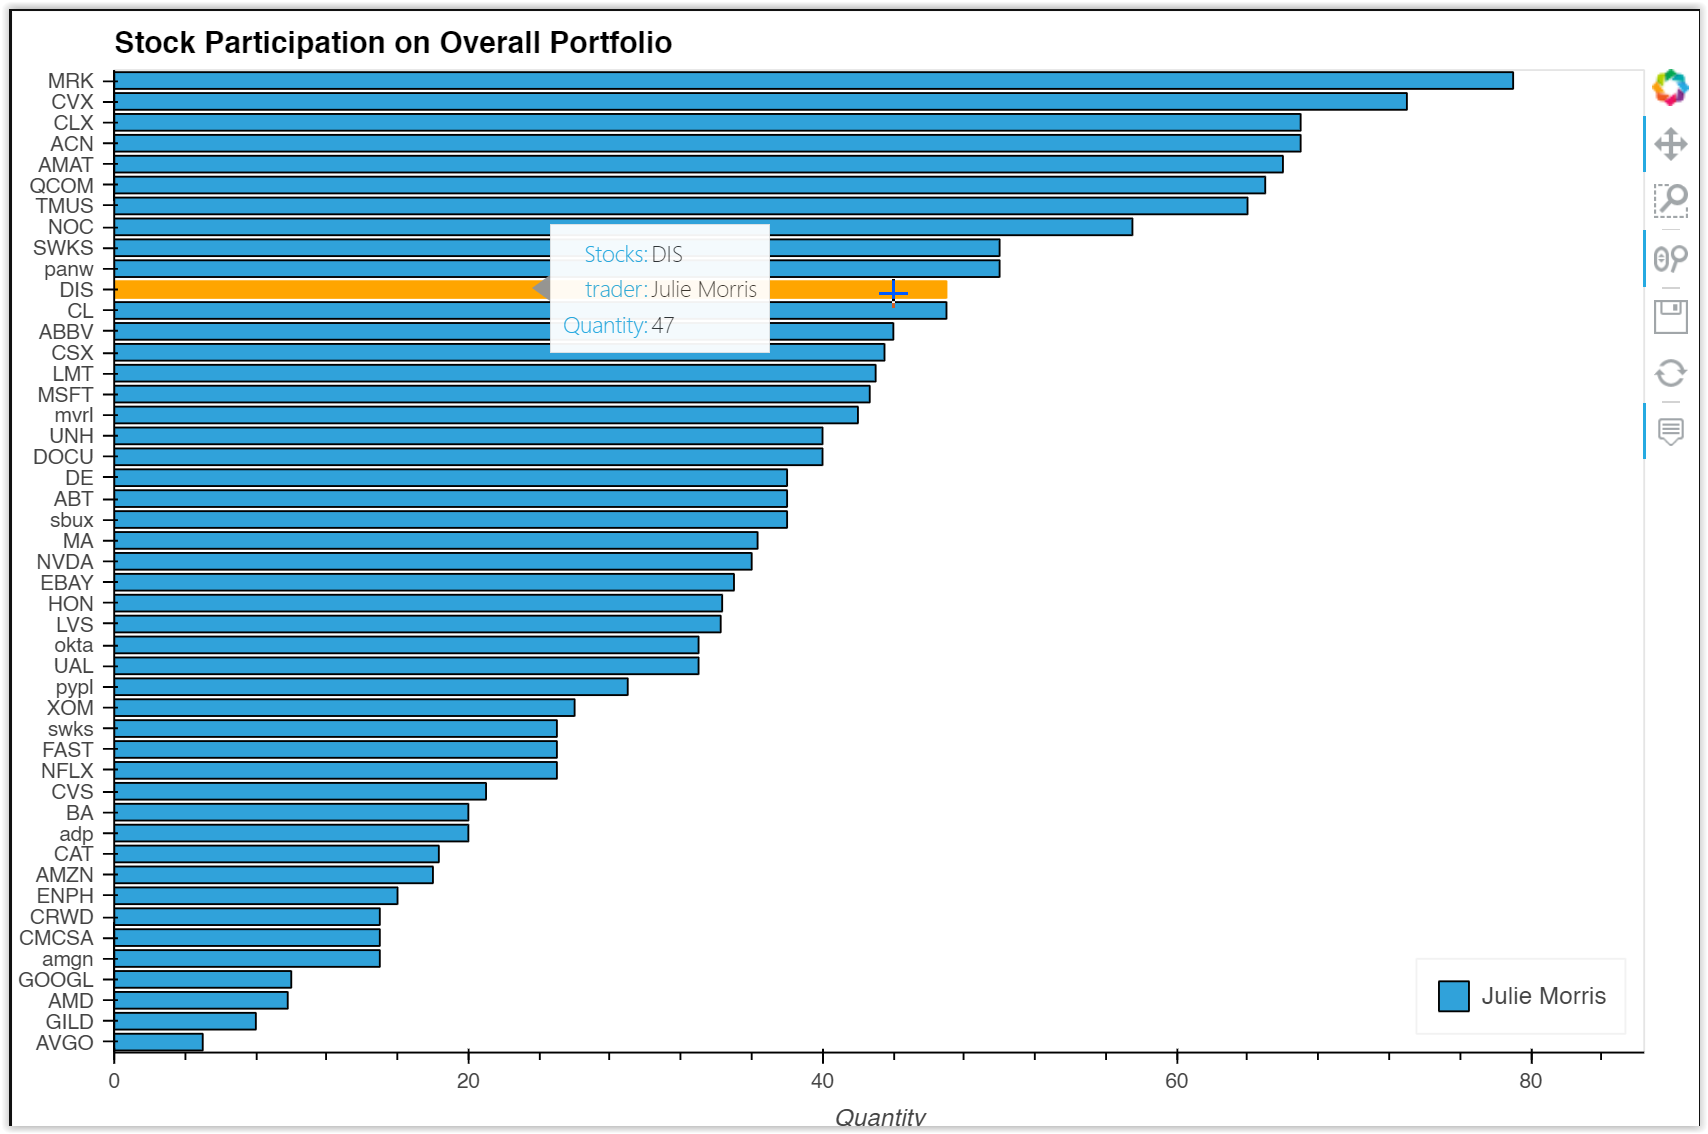 Stock Participation on Overall Portfolio
MRK
CVX
CLX
ACN
AMAT
QCOM
TMUS
NOC
SWKS
panw
DIS
CL
ABBV
CSX
LMT
MSFT
mvrl
UNH
DOCU
DE
ABT
sbux
MA
NVDA
EBAY
HON
LVS
okta
UAL
pypl
XOM
swks
FAST
NFLX
CVS
BA
adp
CAT
AMZN
ENPH
CRWD
CMCSA
amgn
GOOGL
AMD
GILD
AVGO
Stocks: DIS
trader: Julie Morris
Quantity: 47
Julie Morris
0 20 40 60 80
Quantity